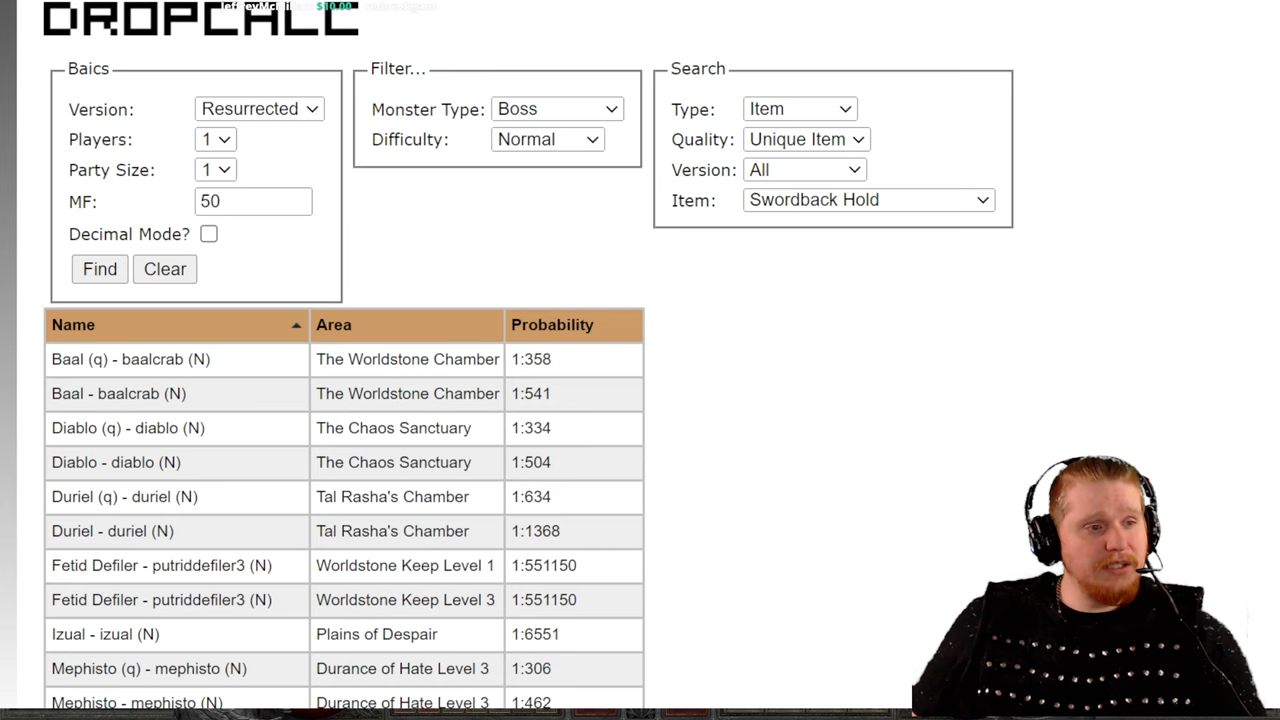 DROPCALC
$10.00
Baics
Version: Resurrected
Players: 1
Party Size: 1
MF: 50
Decimal Mode?
Find Clear
Filter...
Monster Type: Boss
Difficulty: Normal
Search
Type: Item
Quality: Unique Item
Version: All
Item: Swordback Hold
Name Area Probability
Baal (q) - baalcrab (N) The Worldstone Chamber 1:358
Baal - baalcrab (N) The Worldstone Chamber 1:541
Diablo (q) - diablo (N) The Chaos Sanctuary 1:334
Diablo - diablo (N) The Chaos Sanctuary 1:504
Duriel (q) - duriel (N) Tal Rasha's Chamber 1:634
Duriel - duriel (N) Tal Rasha's Chamber 1:1368
Fetid Defiler - putriddefiler3 (N) Worldstone Keep Level 1 1:551150
Fetid Defiler - putriddefiler3 (N) Worldstone Keep Level 3 1:551150
Izual - izual (N) Plains of Despair 1:6551
Mephisto (q) - mephisto (N) Durance of Hate Level 3 1:306
Mephisto - mephisto (N) Durance of Hate Level 3 1:462